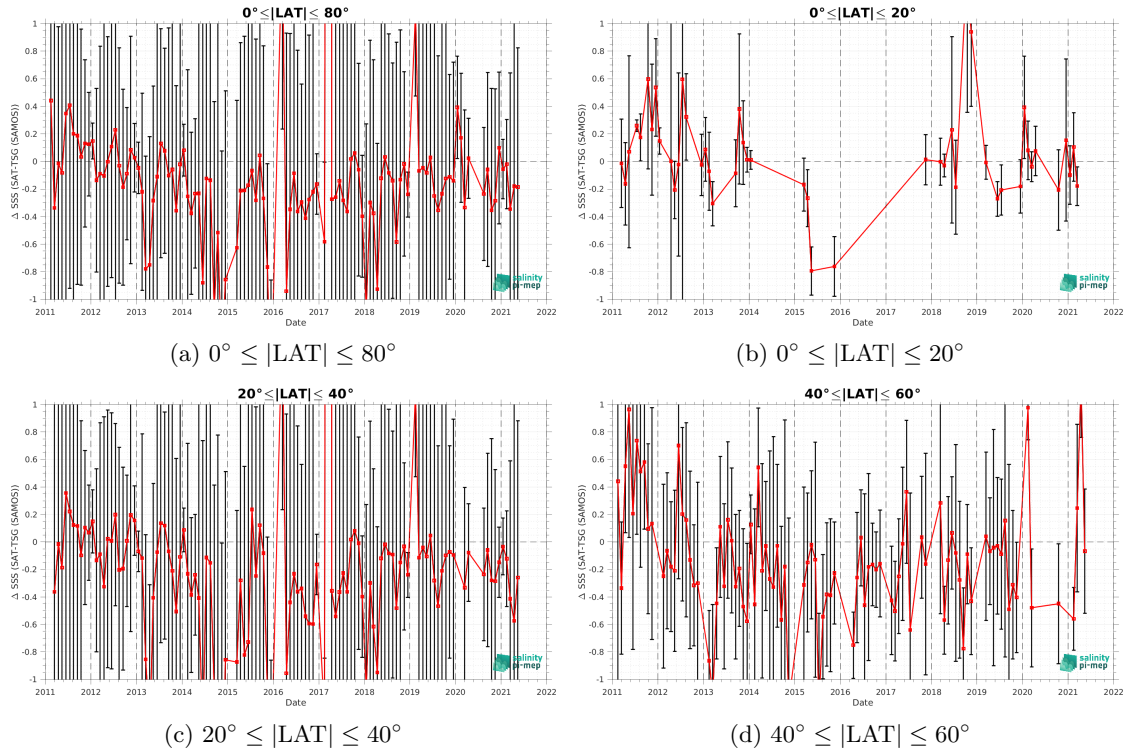 0°≤|LAT|≤ 80°
Δ SSS (SAT-TSG (SAMOS))
1
0.8
0.6
0.4
0.2
0
-0.2
-0.4
-0.6
-0.8
-1
2011 2012 2013 2014 2015 2016 2017 2018 2019 2020 2021 2022
Date
salinity
pi-mep
(a) 0° ≤ |LAT| ≤ 80°
0°≤|LAT|≤ 20°
Δ SSS (SAT-TSG (SAMOS))
1
0.8
0.6
0.4
0.2
0
-0.2
-0.4
-0.6
-0.8
-1
2011 2012 2013 2014 2015 2016 2017 2018 2019 2020 2021 2022
Date
salinity
pi-mep
(b) 0° ≤ |LAT| ≤ 20°
20°≤|LAT|≤ 40°
Δ SSS (SAT-TSG (SAMOS))
1
0.8
0.6
0.4
0.2
0
-0.2
-0.4
-0.6
-0.8
-1
2011 2012 2013 2014 2015 2016 2017 2018 2019 2020 2021 2022
Date
salinity
pi-mep
(c) 20° ≤ |LAT| ≤ 40°
40°≤|LAT|≤ 60°
Δ SSS (SAT-TSG (SAMOS))
1
0.8
0.6
0.4
0.2
0
-0.2
-0.4
-0.6
-0.8
-1
2011 2012 2013 2014 2015 2016 2017 2018 2019 2020 2021 2022
Date
salinity
pi-mep
(d) 40° ≤ |LAT| ≤ 60°